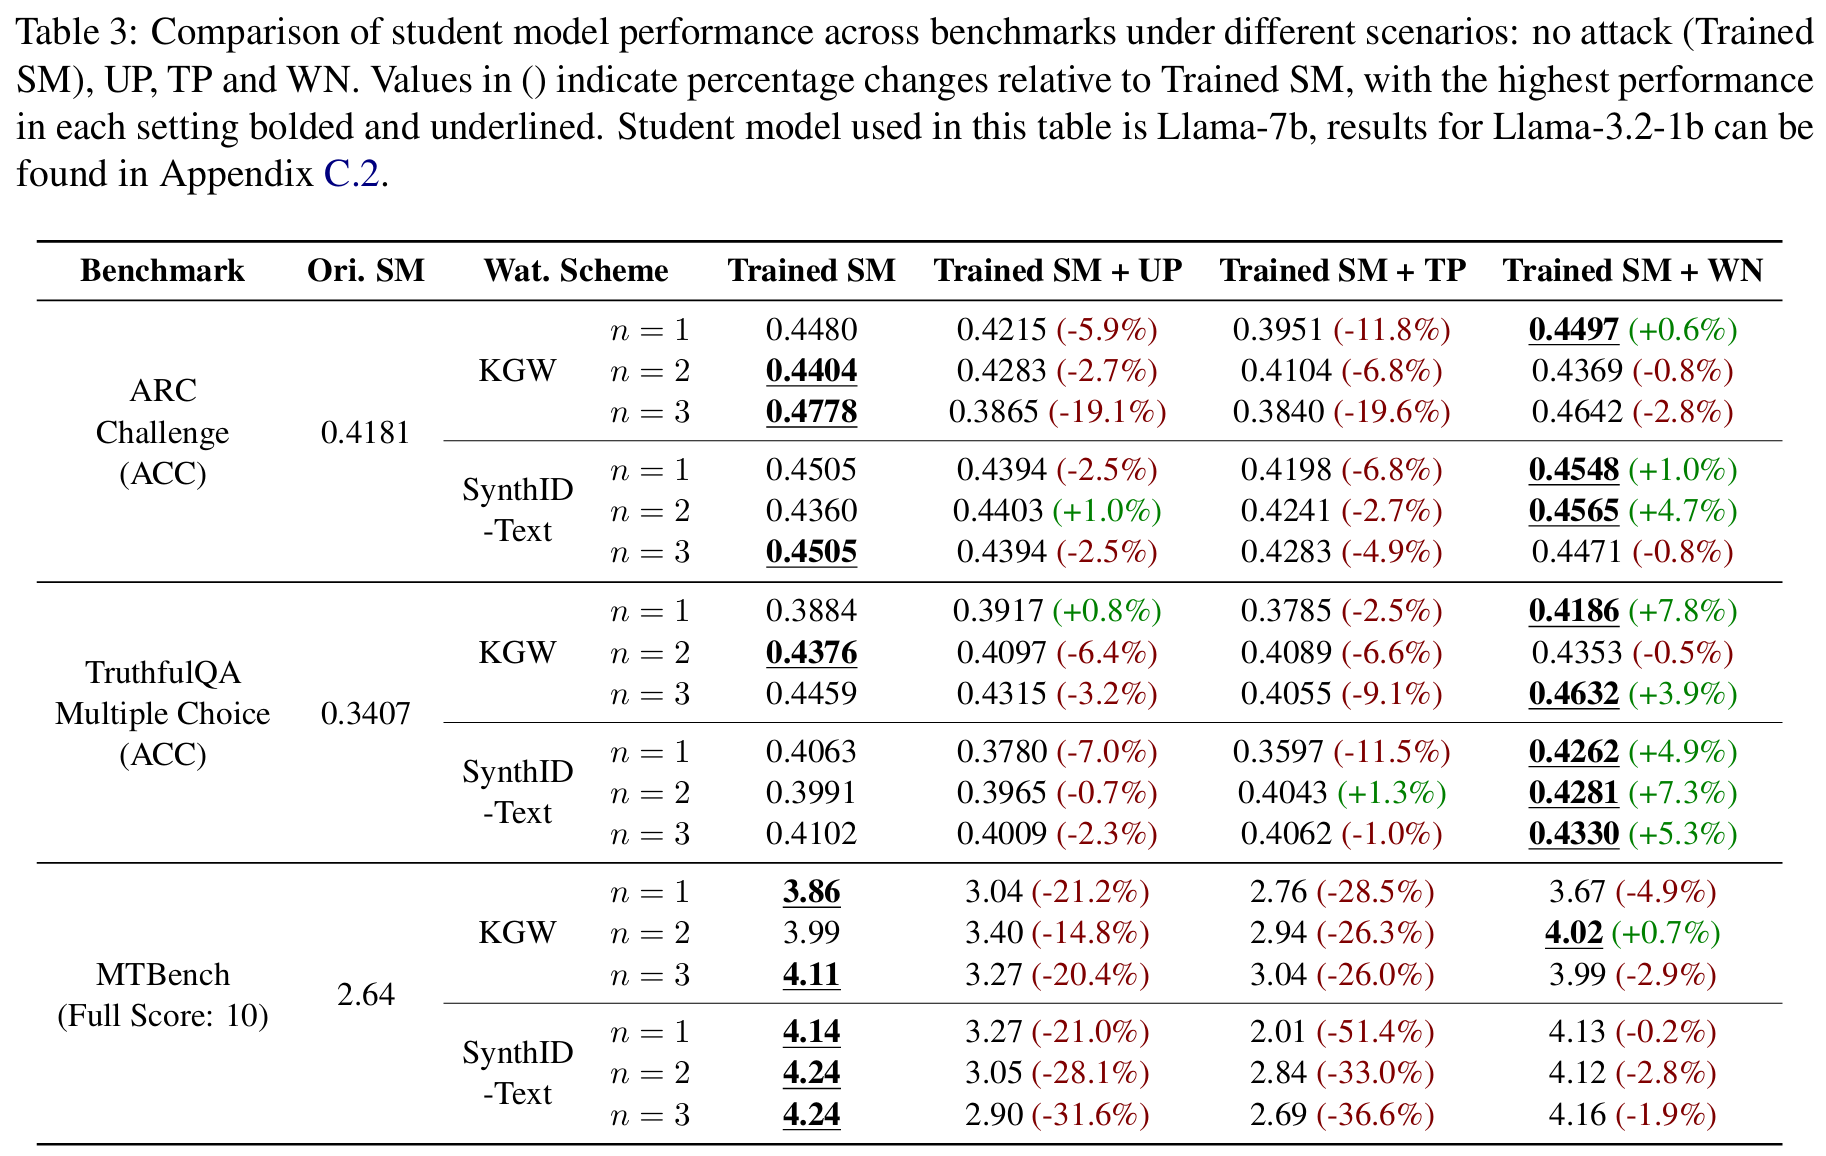 Table 3: Comparison of student model performance across benchmarks under different scenarios: no attack (Trained
SM), UP, TP and WN. Values in () indicate percentage changes relative to Trained SM, with the highest performance
in each setting bolded and underlined. Student model used in this table is Llama-7b, results for Llama-3.2-1b can be
found in Appendix C.2.
Benchmark Ori. SM Wat. Scheme Trained SM Trained SM + UP Trained SM + TP Trained SM + WN
ARC
Challenge
(ACC)
0.4181
KGW
n = 1 0.4480 0.4215 (-5.9%) 0.3951 (-11.8%) 0.4497 (+0.6%)
n = 2 0.4404 0.4283 (-2.7%) 0.4104 (-6.8%) 0.4369 (-0.8%)
n = 3 0.4778 0.3865 (-19.1%) 0.3840 (-19.6%) 0.4642 (-2.8%)
SynthID
-Text
n = 1 0.4505 0.4394 (-2.5%) 0.4198 (-6.8%) 0.4548 (+1.0%)
n = 2 0.4360 0.4403 (+1.0%) 0.4241 (-2.7%) 0.4565 (+4.7%)
n = 3 0.4505 0.4394 (-2.5%) 0.4283 (-4.9%) 0.4471 (-0.8%)
TruthfulQA
Multiple Choice
(ACC)
0.3407
KGW
n = 1 0.3884 0.3917 (+0.8%) 0.3785 (-2.5%) 0.4186 (+7.8%)
n = 2 0.4376 0.4097 (-6.4%) 0.4089 (-6.6%) 0.4353 (-0.5%)
n = 3 0.4459 0.4315 (-3.2%) 0.4055 (-9.1%) 0.4632 (+3.9%)
SynthID
-Text
n = 1 0.4063 0.3780 (-7.0%) 0.3597 (-11.5%) 0.4262 (+4.9%)
n = 2 0.3991 0.3965 (-0.7%) 0.4043 (+1.3%) 0.4281 (+7.3%)
n = 3 0.4102 0.4009 (-2.3%) 0.4062 (-1.0%) 0.4330 (+5.3%)
MTBench
(Full Score: 10)
2.64
KGW
n = 1 3.86 3.04 (-21.2%) 2.76 (-28.5%) 3.67 (-4.9%)
n = 2 3.99 3.40 (-14.8%) 2.94 (-26.3%) 4.02 (+0.7%)
n = 3 4.11 3.27 (-20.4%) 3.04 (-26.0%) 3.99 (-2.9%)
SynthID
-Text
n = 1 4.14 3.27 (-21.0%) 2.01 (-51.4%) 4.13 (-0.2%)
n = 2 4.24 3.05 (-28.1%) 2.84 (-33.0%) 4.12 (-2.8%)
n = 3 4.24 2.90 (-31.6%) 2.69 (-36.6%) 4.16 (-1.9%)